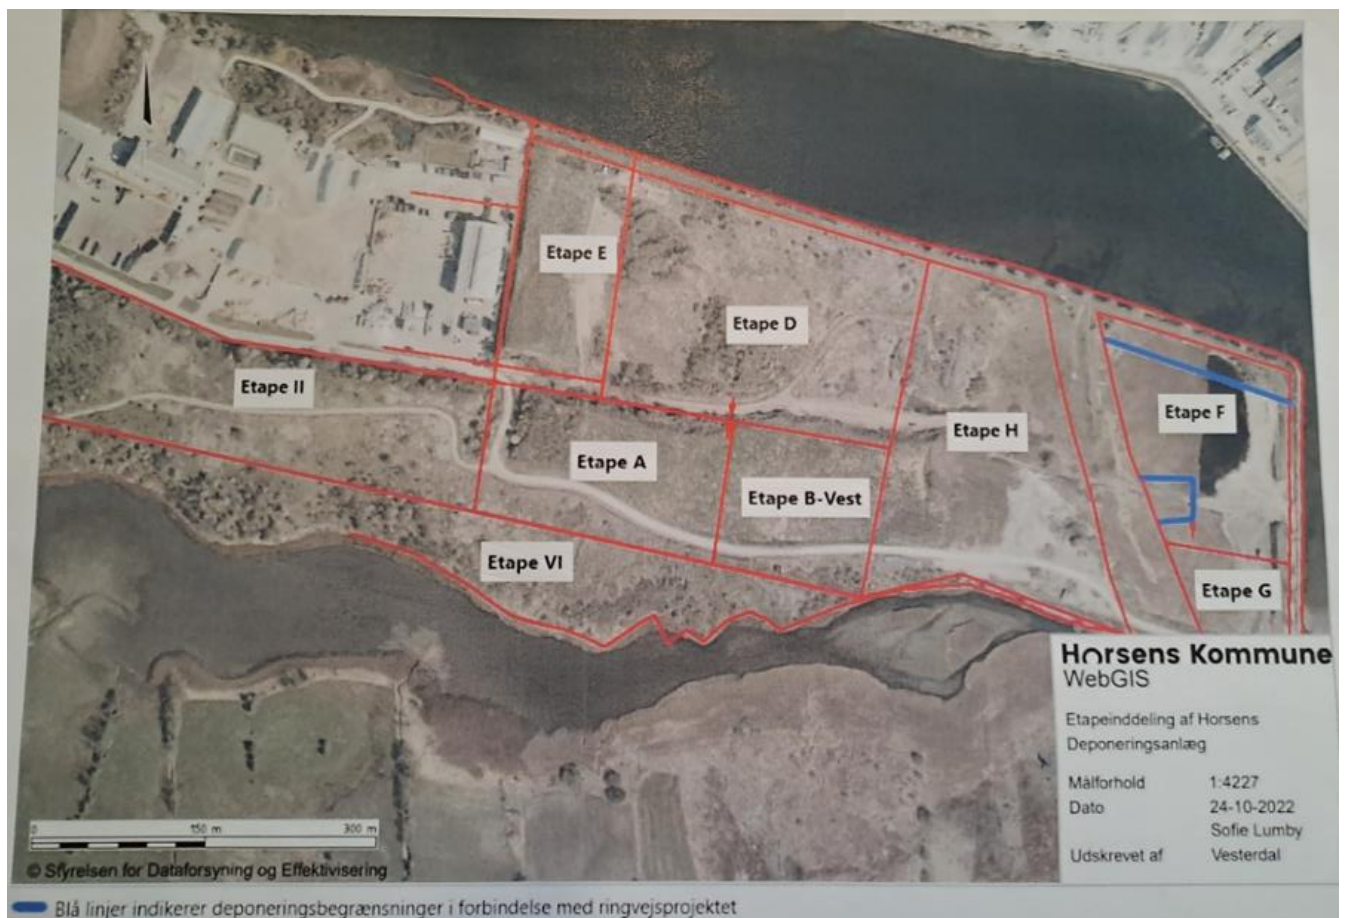 Etape E
Etape D
Etape II
Etape F
Etape H
Etape A
Etape B-Vest
Etape VI
Etape G
Horsens Kommune
WebGIS
Etapeinddeling af Horsens
Deponeringsanlæg
Målforhold 1:4227
Dato 24-10-2022
Sofie Lumby
Udskrevet af Vesterdal
0 150 m 300 m
© Styrelsen for Dataforsyning og Effektivisering
Blå linjer indikerer deponeringsbegrænsninger i forbindelse med ringvejsprojektet